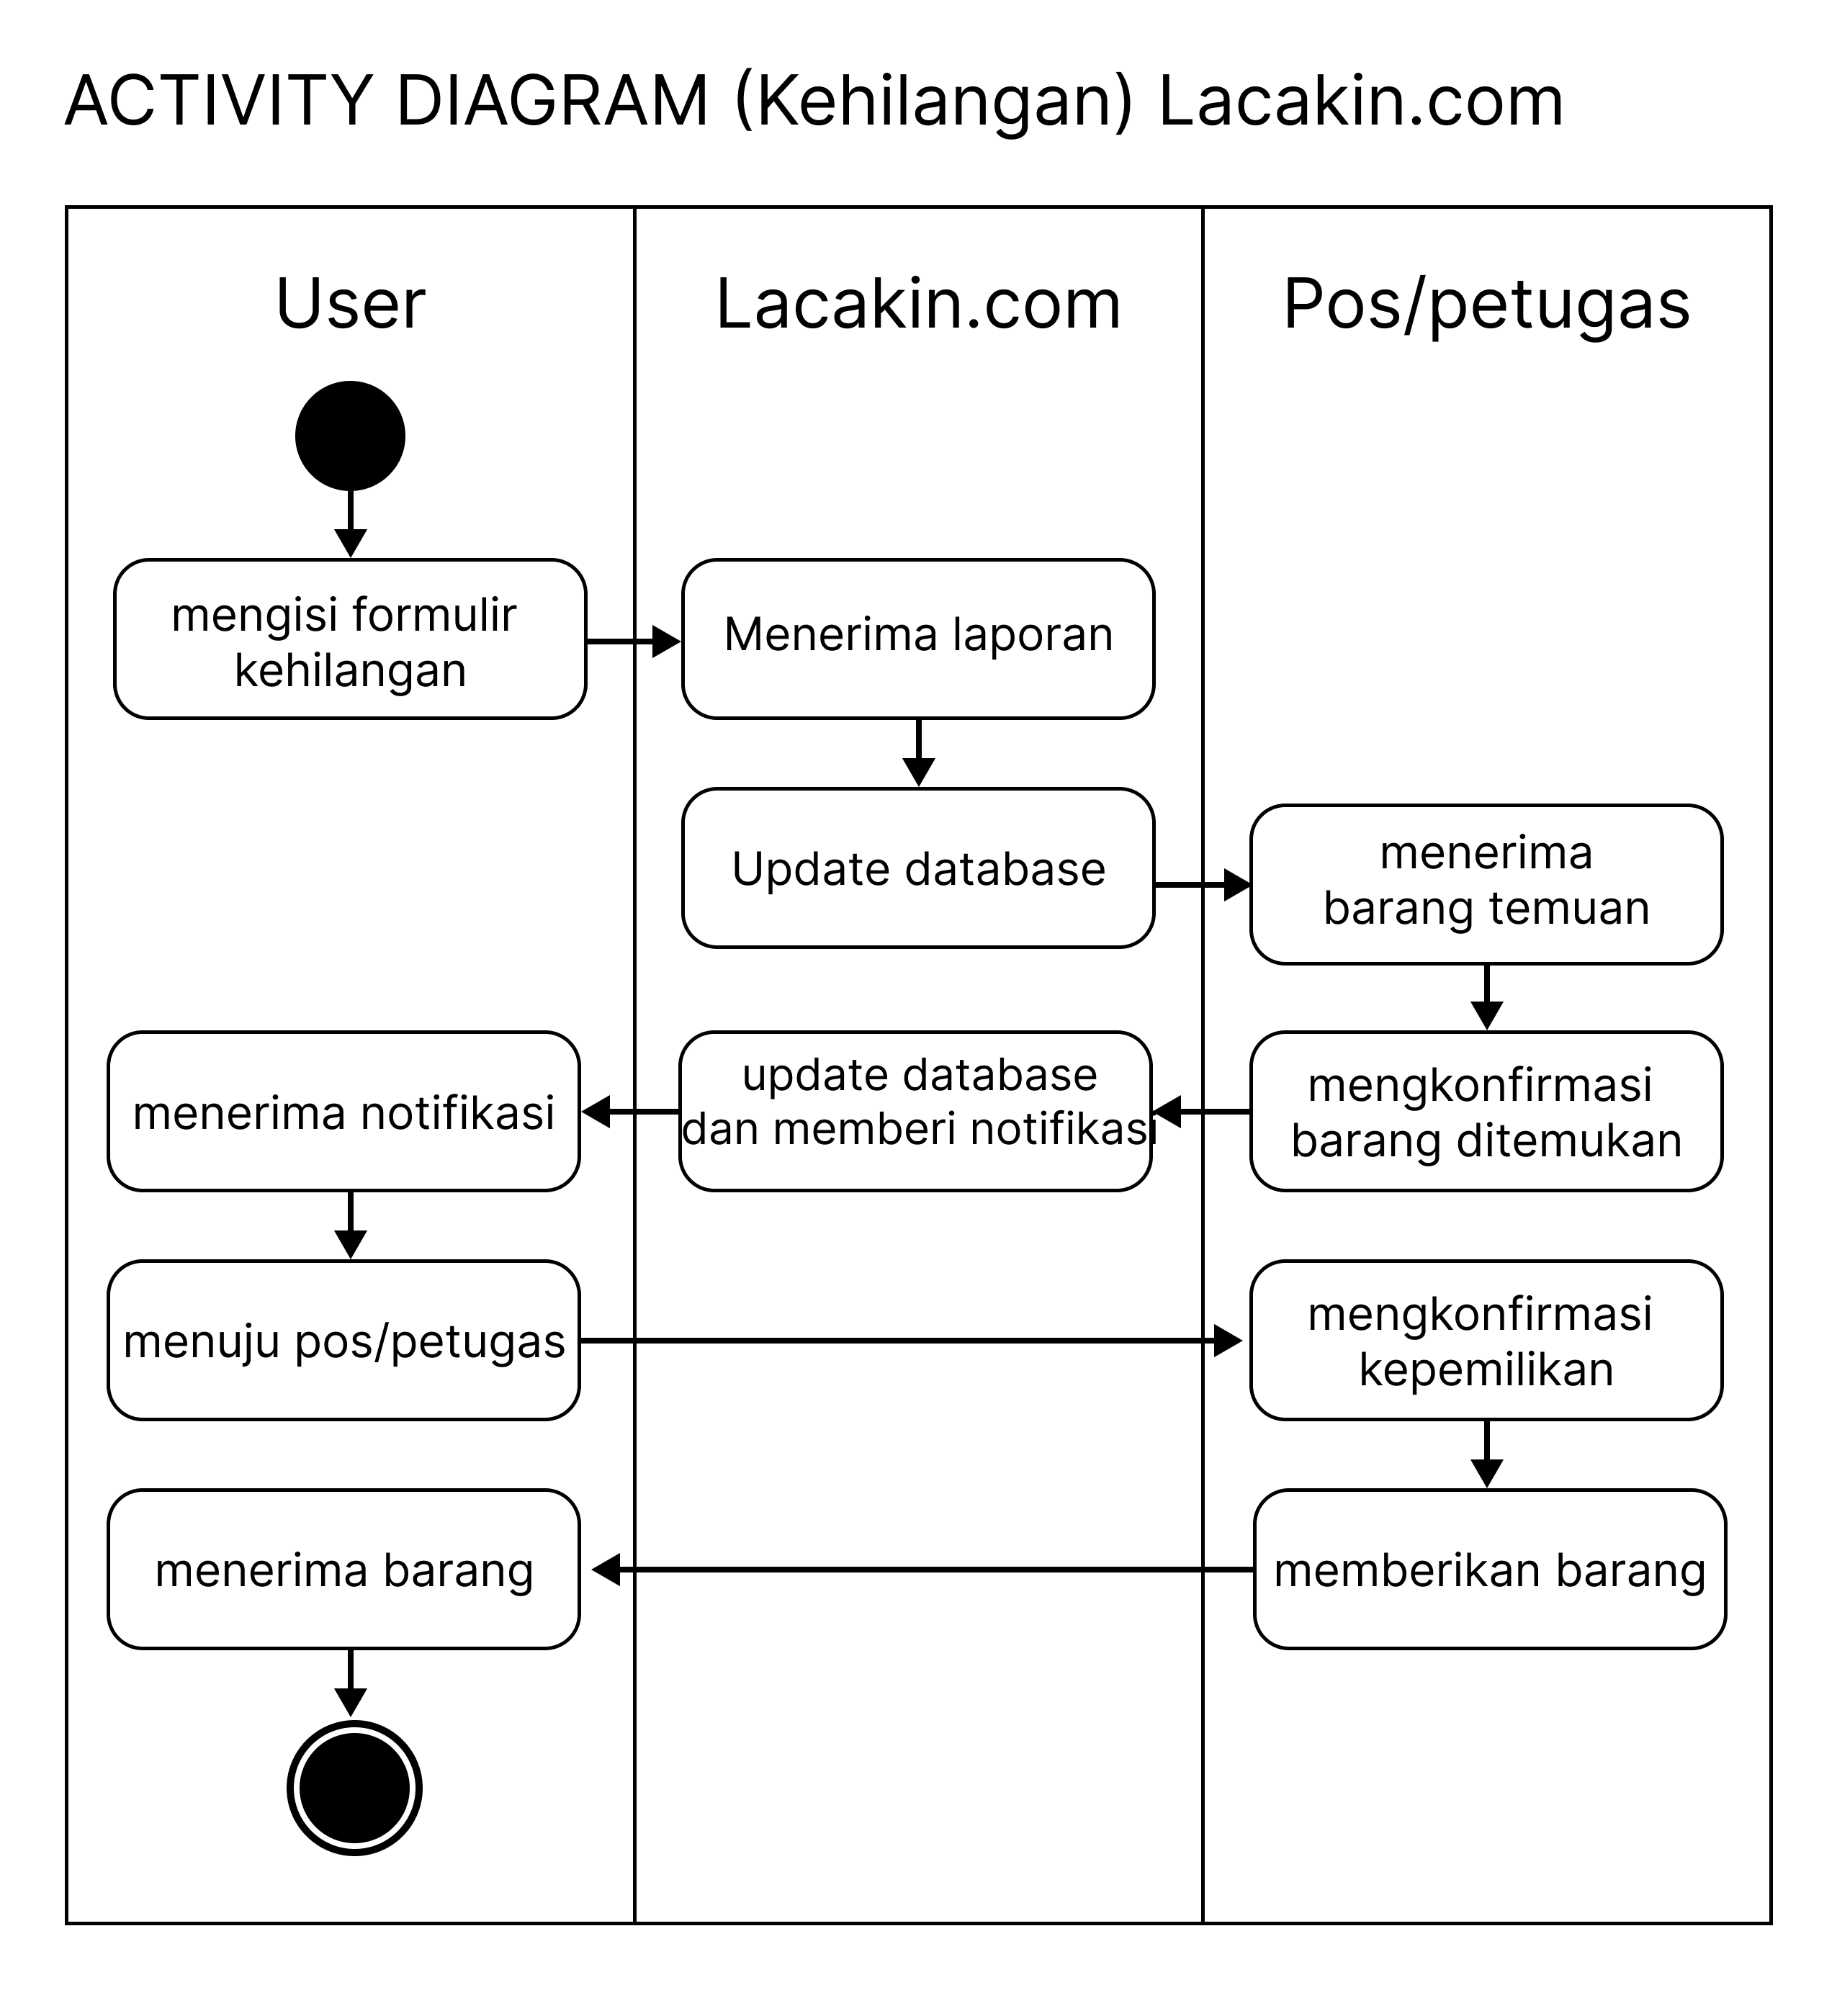 ACTIVITY DIAGRAM (Kehilangan) Lacakin.com
User
Lacakin.com
Pos/petugas
mengisi formulir
kehilangan
Menerima laporan
Update database
menerima
barang temuan
menerima notifikasi
update database
dan memberi notifikasi
mengkonfirmasi
barang ditemukan
menuju pos/petugas
mengkonfirmasi
kepemilikan
menerima barang
memberikan barang